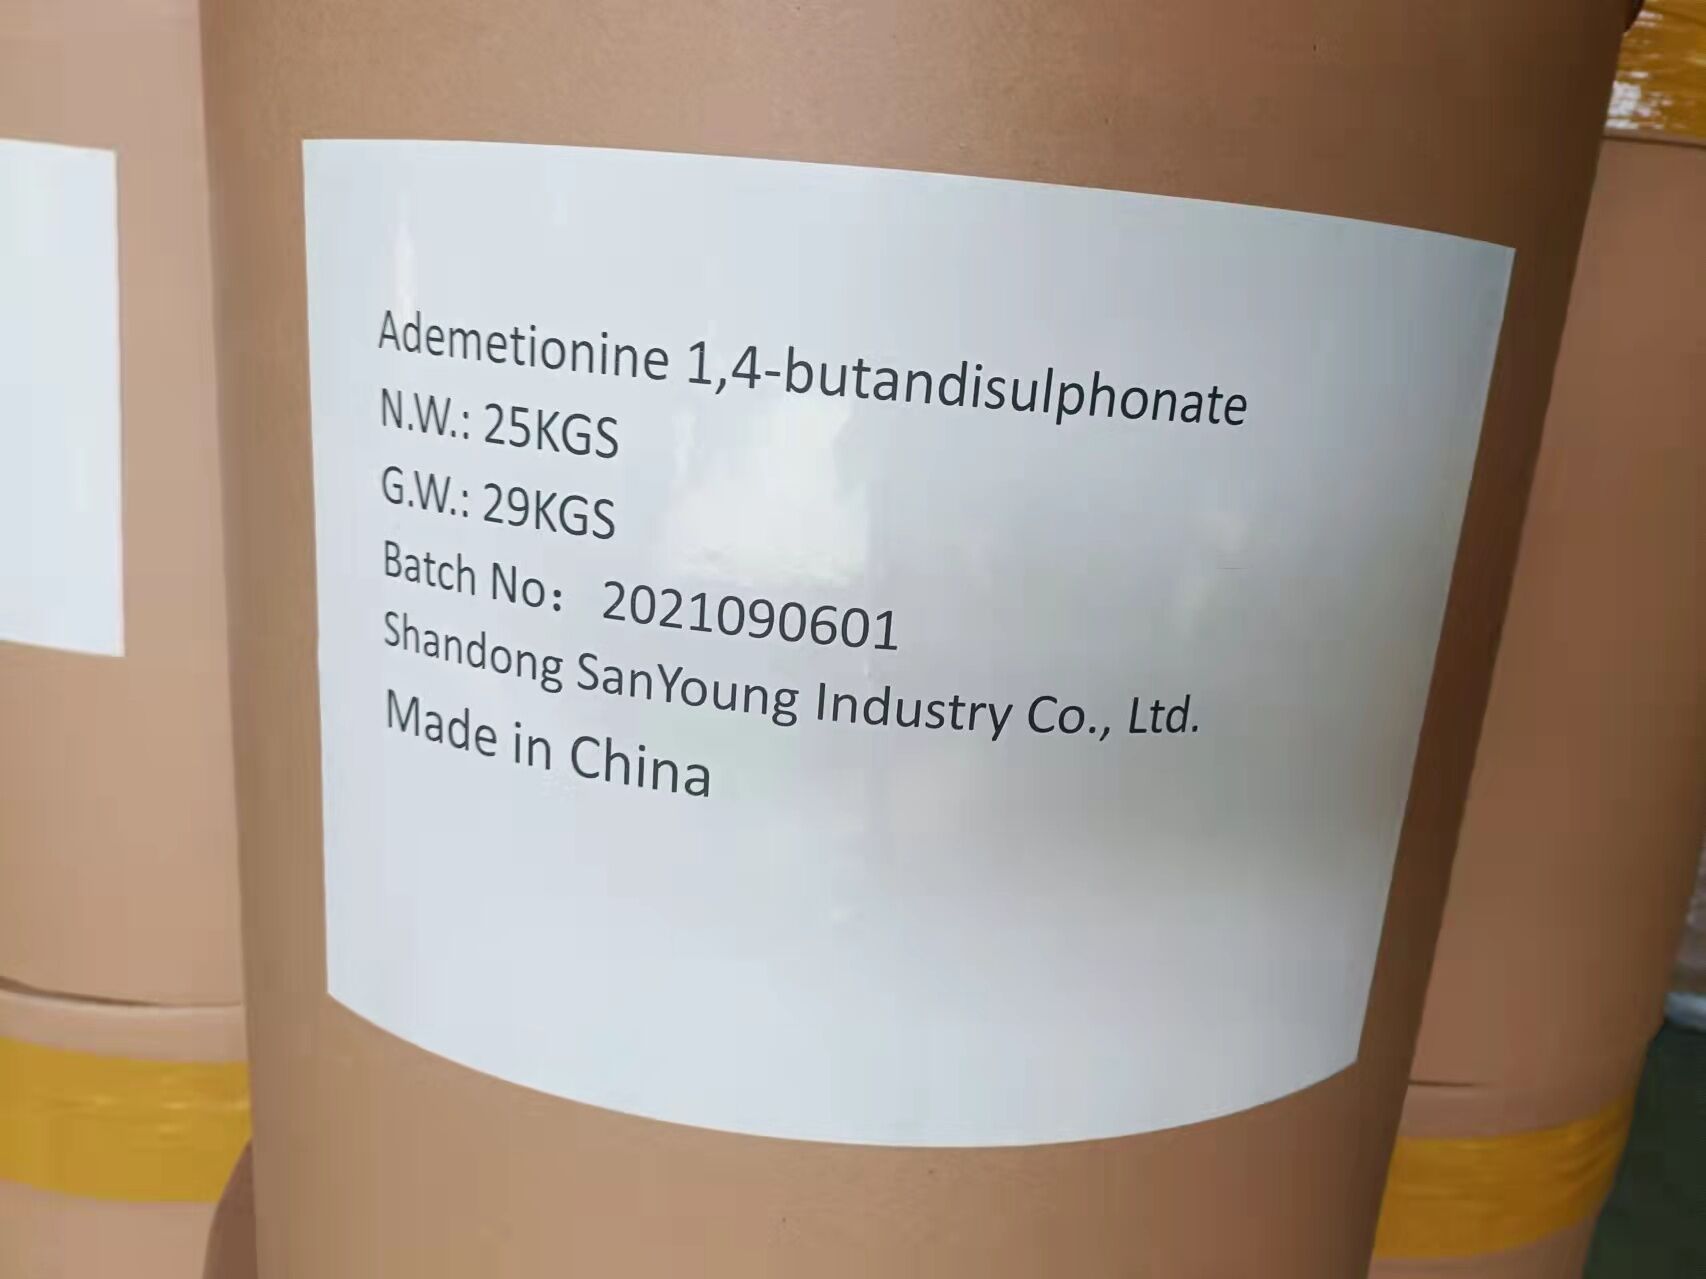 Ademetionine 1,4-butandisulphonate
N.W.: 25KGS
G.W.: 29KGS
Batch No： 2021090601
Shandong SanYoung Industry Co., Ltd.
Made in China